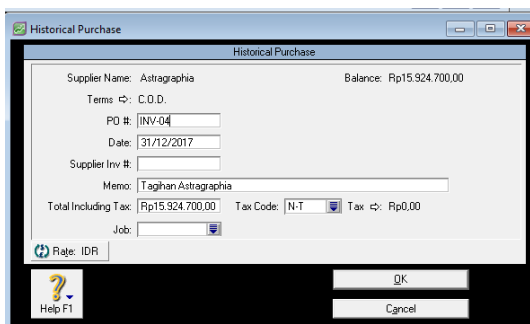 Historical Purchase
Historical Purchase
Supplier Name: Astragraphia Balance: Rp15.924.700,00
Terms ⇨: C.O.D.
PO #: INV-04
Date: 31/12/2017
Supplier Inv #:
Memo: Tagihan Astragraphia
Total Including Tax: Rp15.924.700,00 Tax Code: N-T Tax ⇨: Rp0,00
Job:
Rate: IDR
OK
Help F1
Cancel